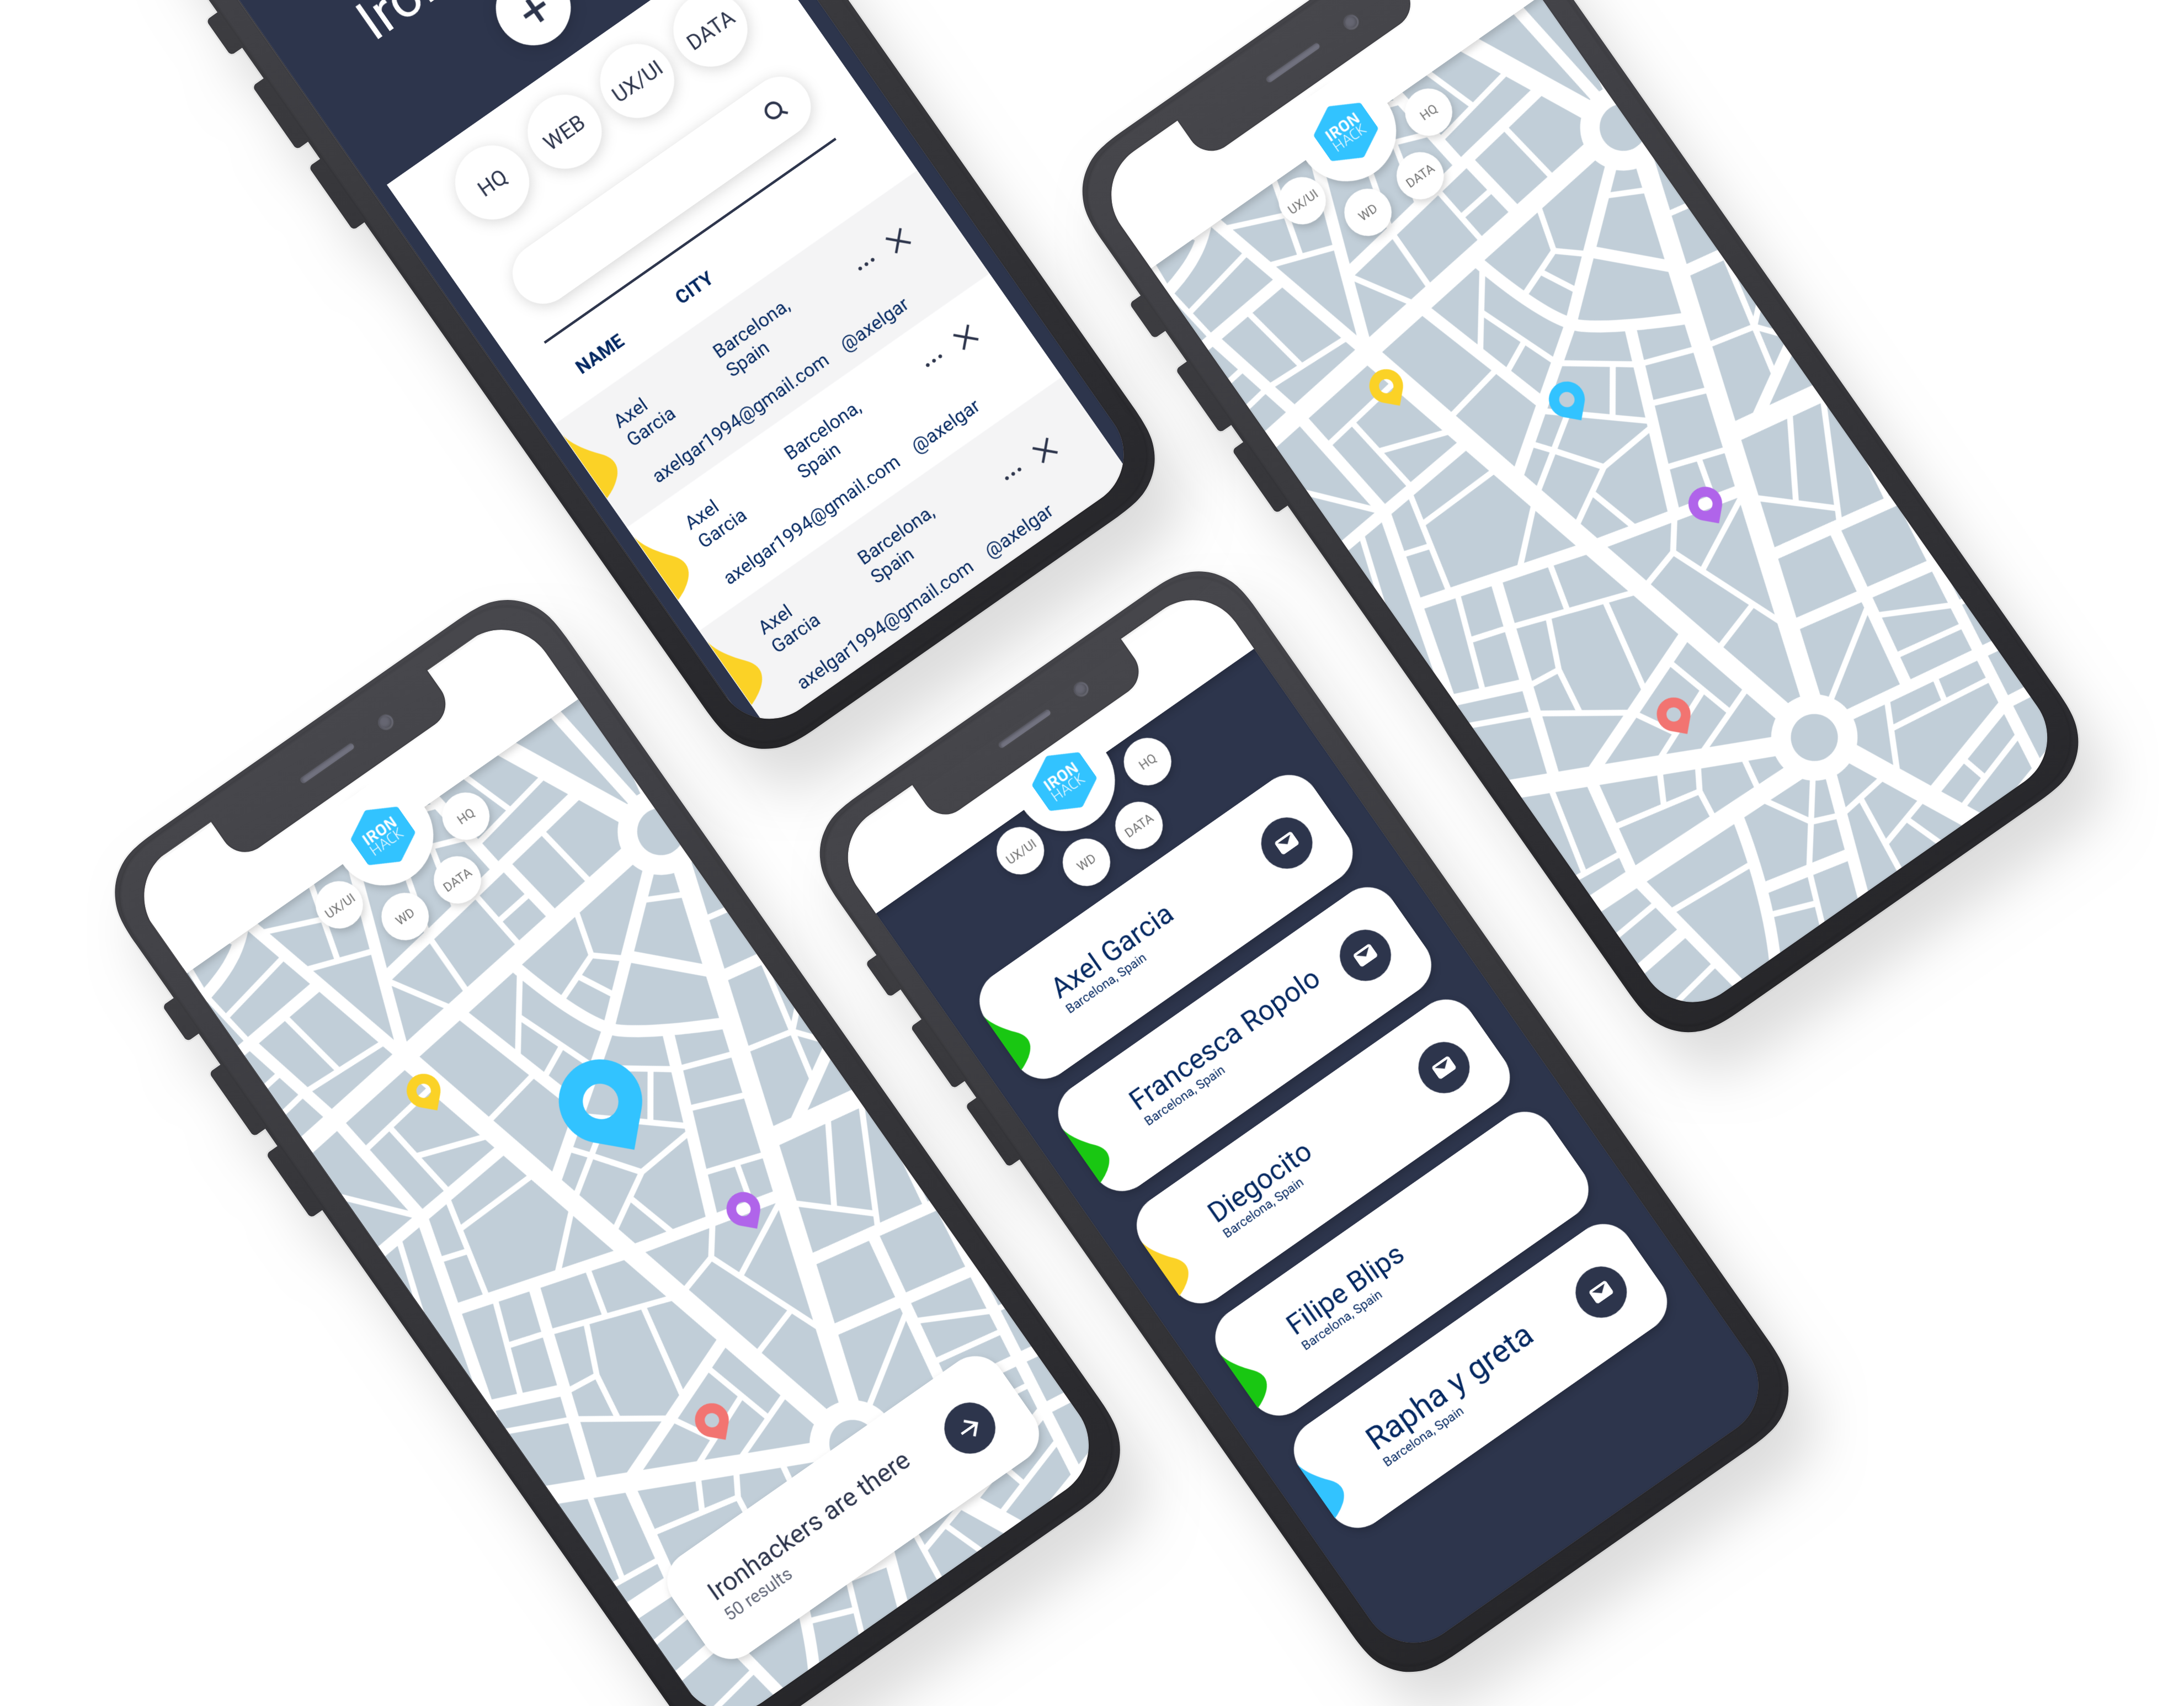 HQ
WEB
UX/UI
DATA
NAME
CITY
Axel
Garcia
Barcelona,
Spain
axelgar1994@gmail.com
@axelgar
Axel
Garcia
Barcelona,
Spain
axelgar1994@gmail.com
@axelgar
Axel
Garcia
Barcelona,
Spain
axelgar1994@gmail.com
@axelgar
IRON
HACK
UX/UI
WD
DATA
HQ
IRON
HACK
UX/UI
WD
DATA
HQ
Ironhackers are there
50 results
IRON
HACK
UX/UI
WD
DATA
HQ
Axel Garcia
Barcelona, Spain
Francesca Ropolo
Barcelona, Spain
Diegocito
Barcelona, Spain
Filipe Blips
Barcelona, Spain
Rapha y greta
Barcelona, Spain